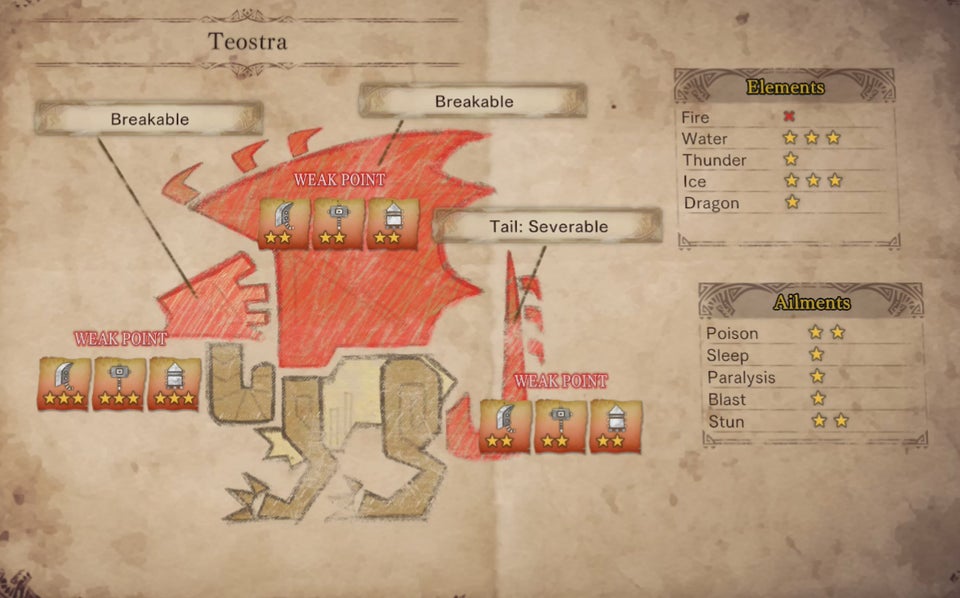 Teostra
Breakable
Breakable
WEAK POINT
Tail: Severable
WEAK POINT
WEAK POINT
Elements
Fire
Water
Thunder
Ice
Dragon
Ailments
Poison
Sleep
Paralysis
Blast
Stun